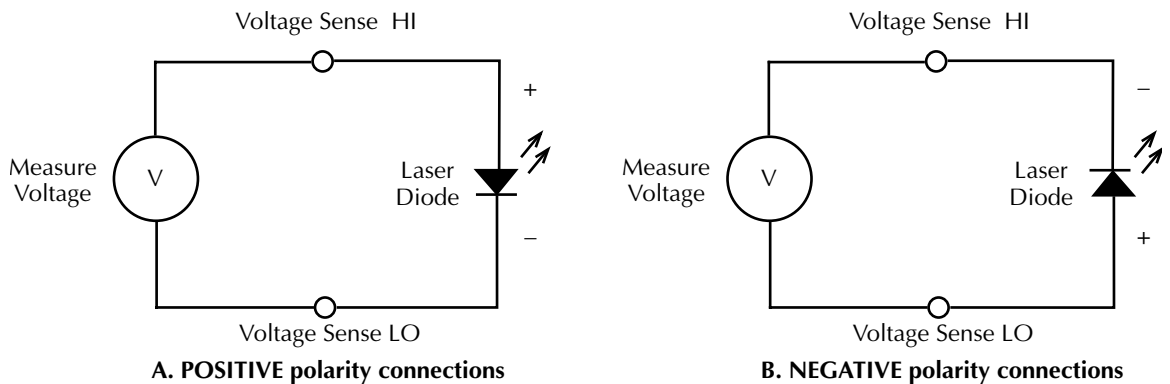 Voltage Sense HI
+
Measure
Voltage
V
Laser
Diode
–
Voltage Sense LO
A. POSITIVE polarity connections
Voltage Sense HI
–
Measure
Voltage
V
Laser
Diode
+
Voltage Sense LO
B. NEGATIVE polarity connections